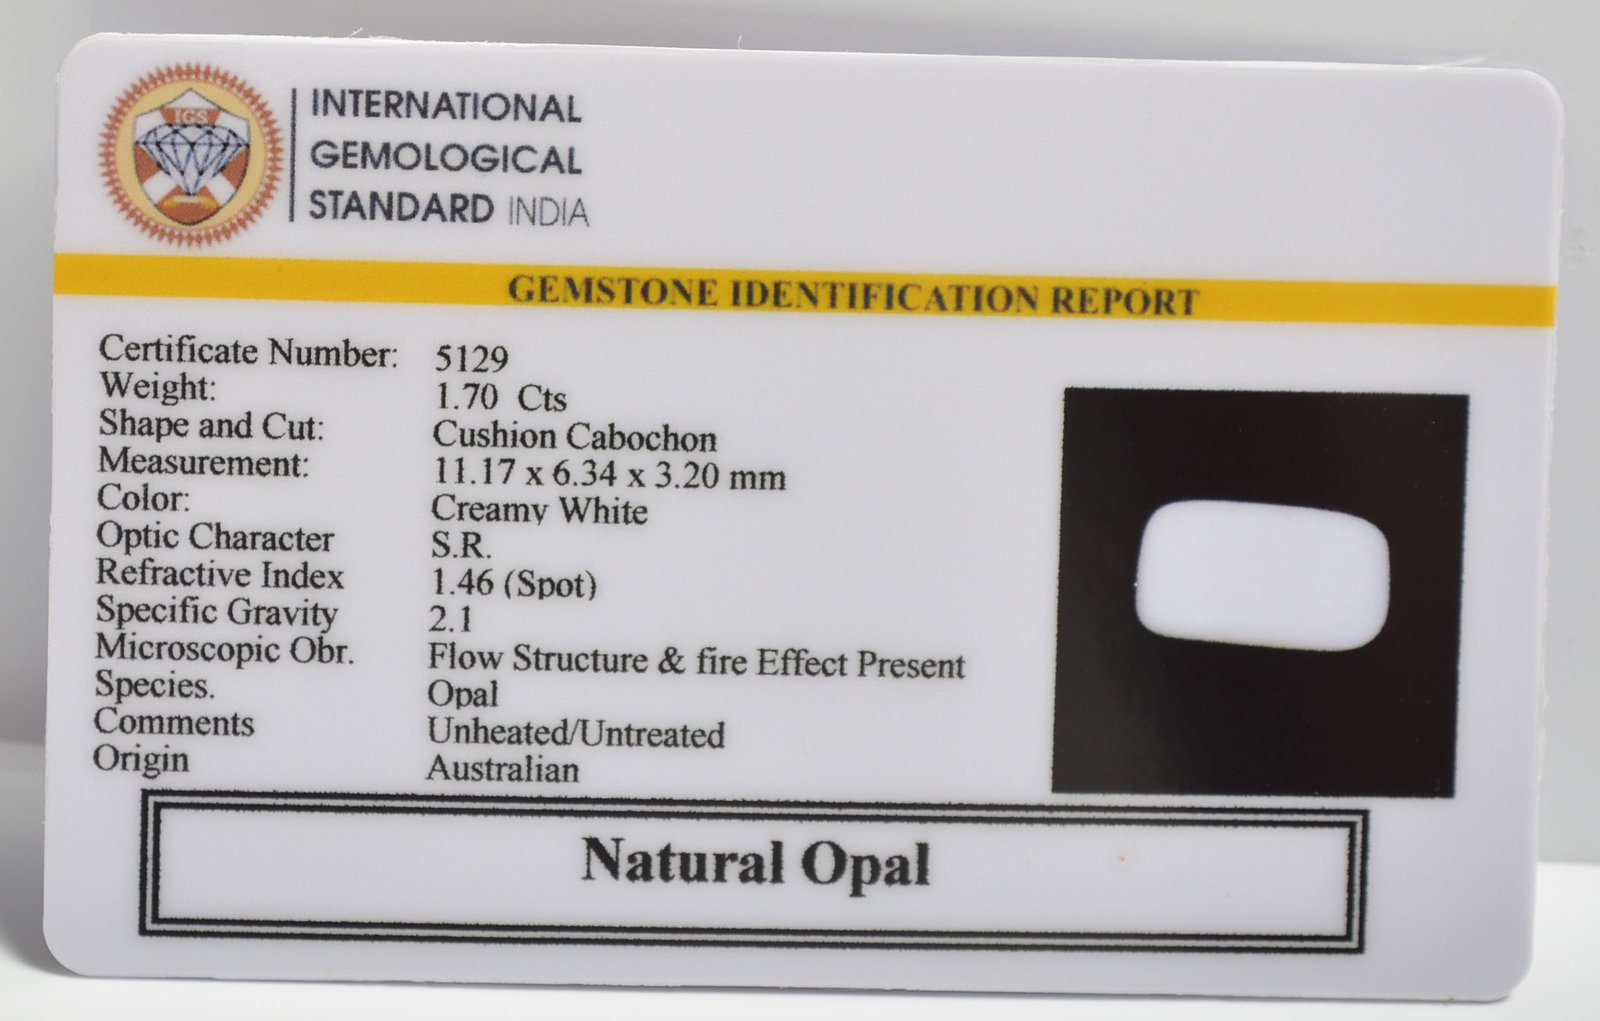 IGS
INTERNATIONAL
GEMOLOGICAL
STANDARD INDIA
GEMSTONE IDENTIFICATION REPORT
Certificate Number: 5129
Weight: 1.70 Cts
Shape and Cut: Cushion Cabochon
Measurement: 11.17 x 6.34 x 3.20 mm
Color: Creamy White
Optic Character S.R.
Refractive Index 1.46 (Spot)
Specific Gravity 2.1
Microscopic Obr. Flow Structure & fire Effect Present
Species. Opal
Comments Unheated/Untreated
Origin Australian
Natural Opal